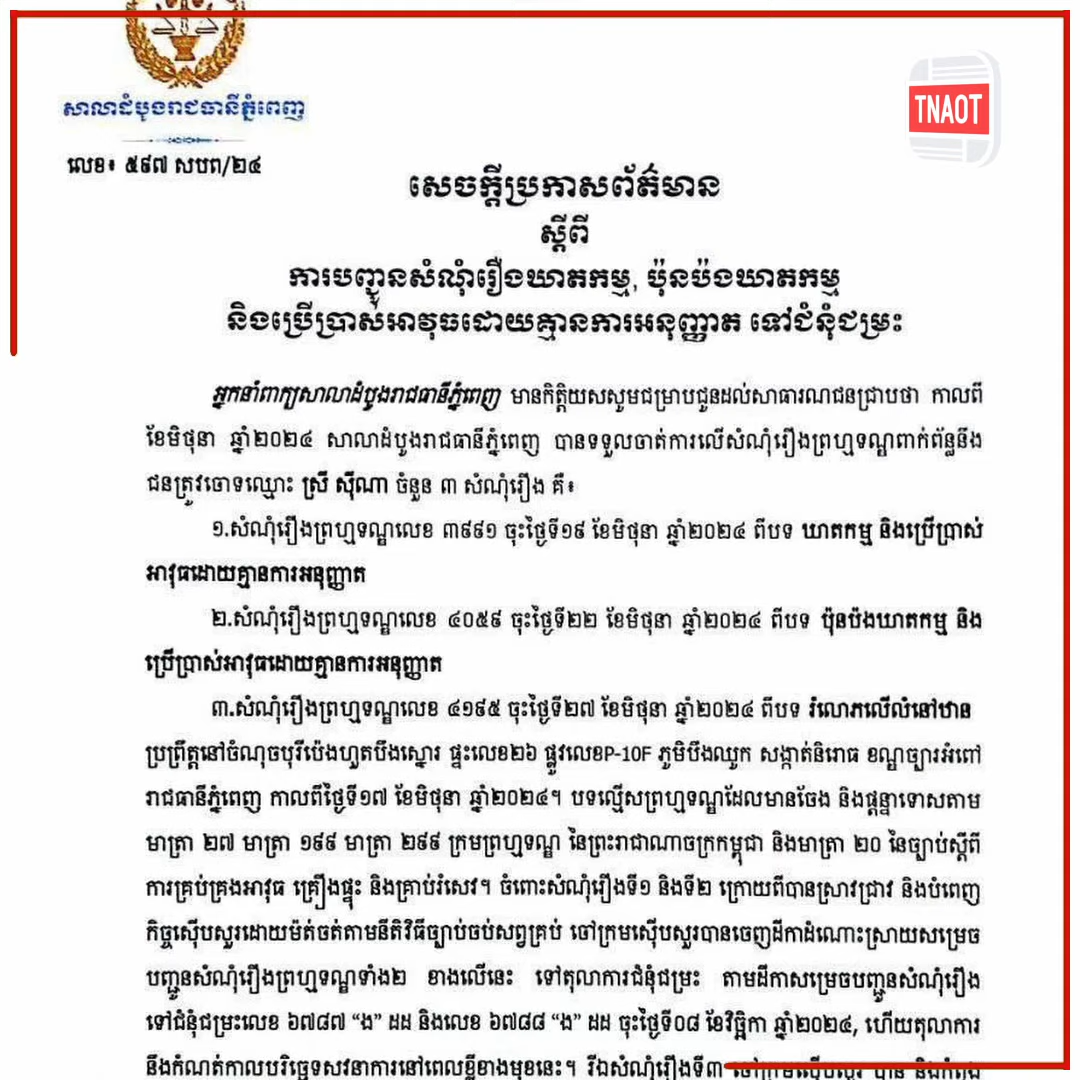 សាលាដំបូងរាជធានីភ្នំពេញ
TNAOT
លេខ៖ ៥៩៧ សបព/២៤
សេចក្តីប្រកាសព័ត៌មាន
ស្តីពី
ការបញ្ជូនសំណុំរឿងឃាតកម្ម, ប៉ុនប៉ងឃាតកម្ម
និងប្រើប្រាស់អាវុធដោយគ្មានការអនុញ្ញាត ទៅជំនុំជម្រះ
អ្នកនាំពាក្យសាលាដំបូងរាជធានីភ្នំពេញ មានកិត្តិយសសូមជម្រាបជូនដល់សាធារណជនជ្រាបថា កាលពី
ខែមិថុនា ឆ្នាំ២០២៤ សាលាដំបូងរាជធានីភ្នំពេញ បានទទួលចាត់ការលើសំណុំរឿងព្រហ្មទណ្ឌពាក់ព័ន្ធនឹង
ជនត្រូវចោទឈ្មោះ ស្រី ស៊ីណា ចំនួន ៣ សំណុំរឿង គឺ៖
១.សំណុំរឿងព្រហ្មទណ្ឌលេខ ៣៩៩១ ចុះថ្ងៃទី១៩ ខែមិថុនា ឆ្នាំ២០២៤ ពីបទ ឃាតកម្ម និងប្រើប្រាស់
អាវុធដោយគ្មានការអនុញ្ញាត
២.សំណុំរឿងព្រហ្មទណ្ឌលេខ ៤០៥៩ ចុះថ្ងៃទី២២ ខែមិថុនា ឆ្នាំ២០២៤ ពីបទ ប៉ុនប៉ងឃាតកម្ម និង
ប្រើប្រាស់អាវុធដោយគ្មានការអនុញ្ញាត
៣.សំណុំរឿងព្រហ្មទណ្ឌលេខ ៤១៩៥ ចុះថ្ងៃទី២៧ ខែមិថុនា ឆ្នាំ២០២៤ ពីបទ រំលោភលើលំនៅឋាន
ប្រព្រឹត្តនៅចំណុចបុរីប៉េងហួតបឹងស្នោរ ផ្ទះលេខ២៦ ផ្លូវលេខP-10F ភូមិបឹងឈូក សង្កាត់និរោធ ខណ្ឌច្បារអំពៅ
រាជធានីភ្នំពេញ កាលពីថ្ងៃទី១៧ ខែមិថុនា ឆ្នាំ២០២៤។ បទល្មើសព្រហ្មទណ្ឌដែលមានចែង និងផ្តន្ទាទោសតាម
មាត្រា ២៧ មាត្រា ១៩៩ មាត្រា ២៩៩ ក្រមព្រហ្មទណ្ឌ នៃព្រះរាជាណាចក្រកម្ពុជា និងមាត្រា ២០ នៃច្បាប់ស្តីពី
ការគ្រប់គ្រងអាវុធ គ្រឿងផ្ទុះ និងគ្រាប់រំសេវ។ ចំពោះសំណុំរឿងទី១ និងទី២ ក្រោយពីបានស្រាវជ្រាវ និងបំពេញ
កិច្ចស៊ើបសួរដោយម៉ត់ចត់តាមនីតិវិធីច្បាប់ចប់សព្វគ្រប់ ចៅក្រមស៊ើបសួរបានចេញដីកាដំណោះស្រាយសម្រេច
បញ្ជូនសំណុំរឿងព្រហ្មទណ្ឌទាំង២ ខាងលើនេះ ទៅតុលាការជំនុំជម្រះ តាមដីកាសម្រេចបញ្ជូនសំណុំរឿង
ទៅជំនុំជម្រះលេខ ៦៧៨៧ “ង” ដដ និងលេខ ៦៧៨៨ “ង” ដដ ចុះថ្ងៃទី០៨ ខែវិច្ឆិកា ឆ្នាំ២០២៤, ហើយតុលាការ
នឹងកំណត់កាលបរិច្ឆេទសវនាការនៅពេលខ្លីខាងមុខនេះ។ រីឯសំណុំរឿងទី៣ ចៅក្រមស៊ើបសួរ បាន និងកំពុង